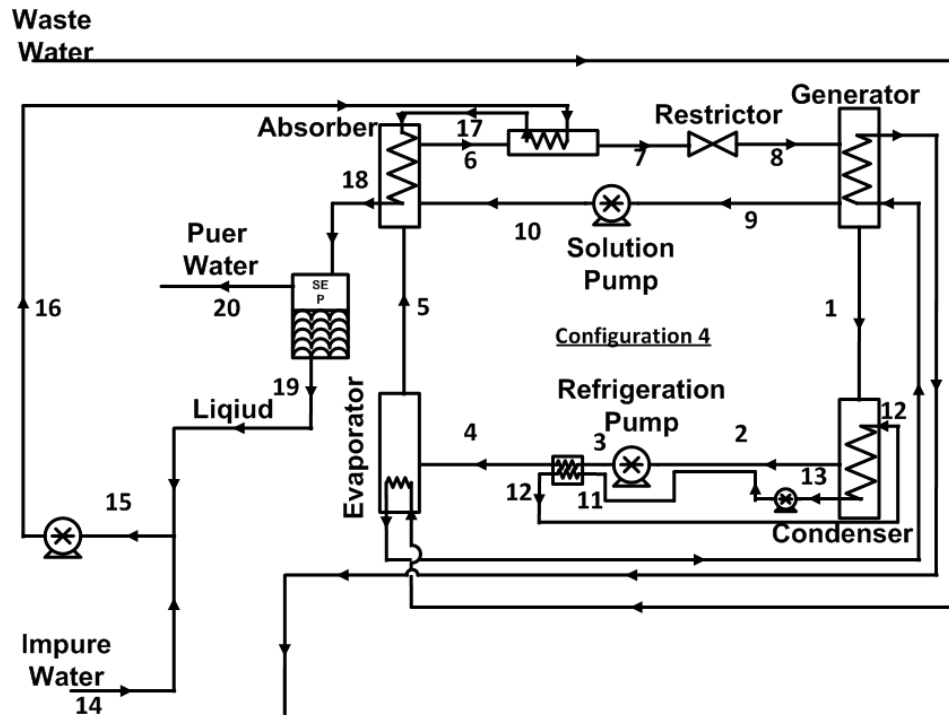 Waste
Water
Generator
Absorber
17
Restrictor
6
7
8
18
10
9
Puer
Water
Solution
Pump
SE
P
20
16
5
1
Configuration 4
19
Refrigeration
Pump
Liqiud
Evaporator
4
3
2
12
13
12
11
15
Condenser
Impure
Water
14